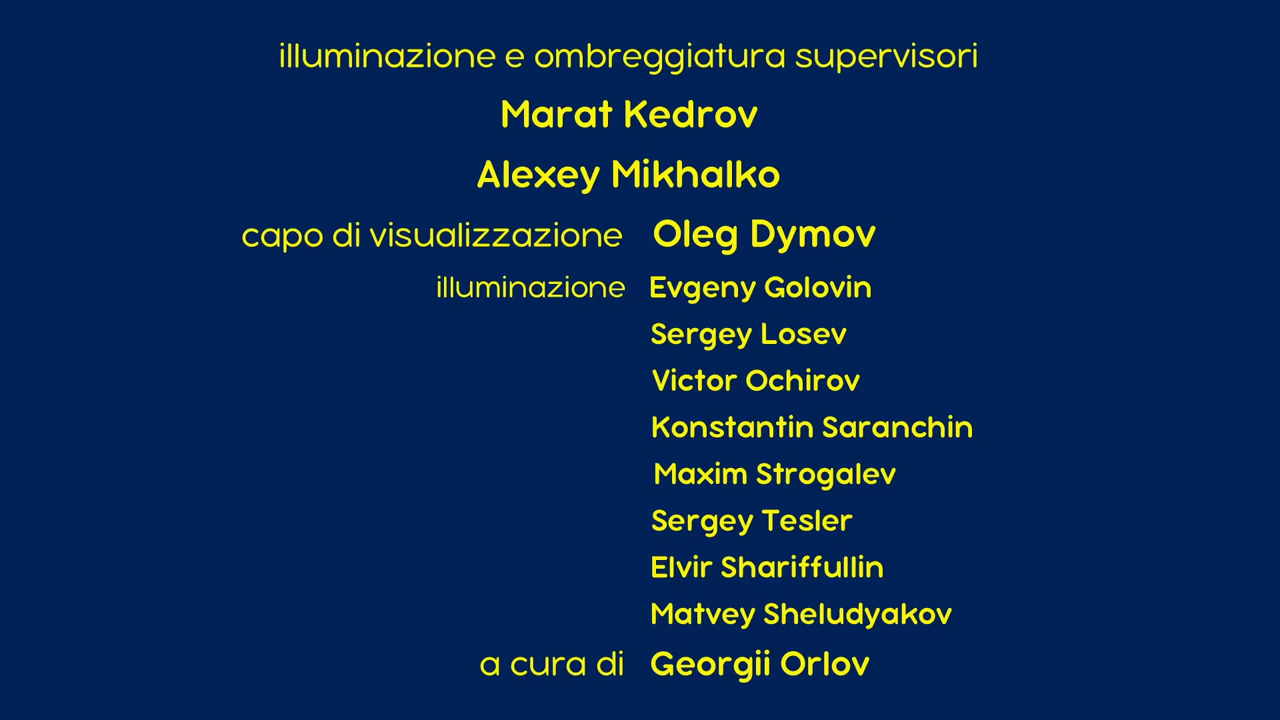 illuminazione e ombreggiatura supervisori
Marat Kedrov
Alexey Mikhalko
capo di visualizzazione Oleg Dymov
illuminazione Evgeny Golovin
Sergey Losev
Victor Ochirov
Konstantin Saranchin
Maxim Strogalev
Sergey Tesler
Elvir Shariffullin
Matvey Sheludyakov
a cura di Georgii Orlov